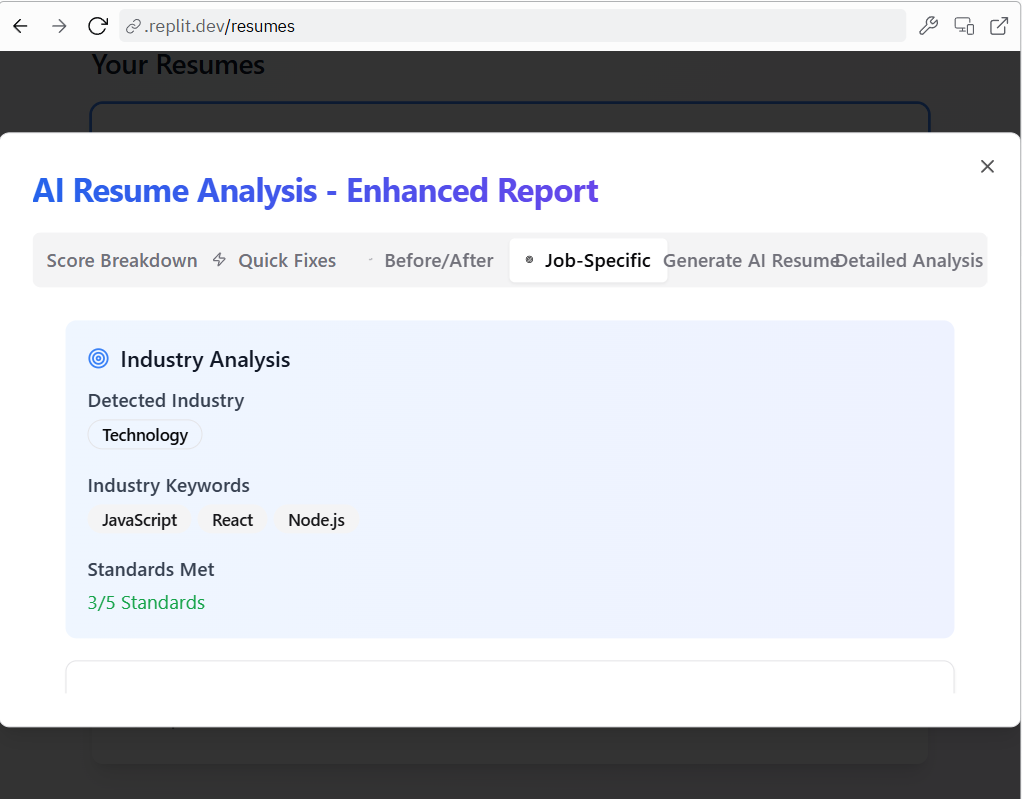 .replit.dev/resumes
Your Resumes
AI Resume Analysis - Enhanced Report
Score Breakdown Quick Fixes Before/After Job-Specific Generate AI Resume Detailed Analysis
Industry Analysis
Detected Industry
Technology
Industry Keywords
JavaScript React Node.js
Standards Met
3/5 Standards